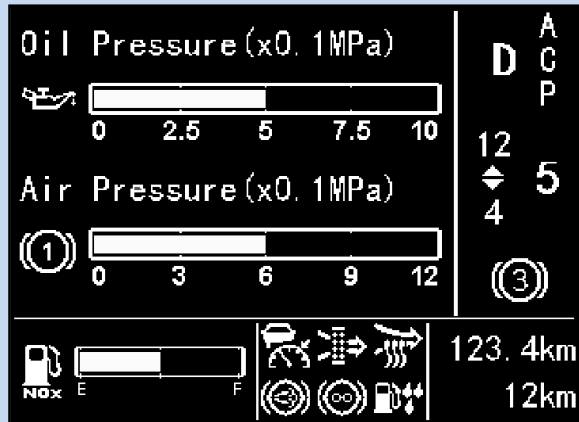 Oil Pressure(x0.1MPa)
0 2.5 5 7.5 10
Air Pressure(x0.1MPa)
1
0 3 6 9 12
D
ACP
12
5
4
3
NOx
E F
123.4km
12km